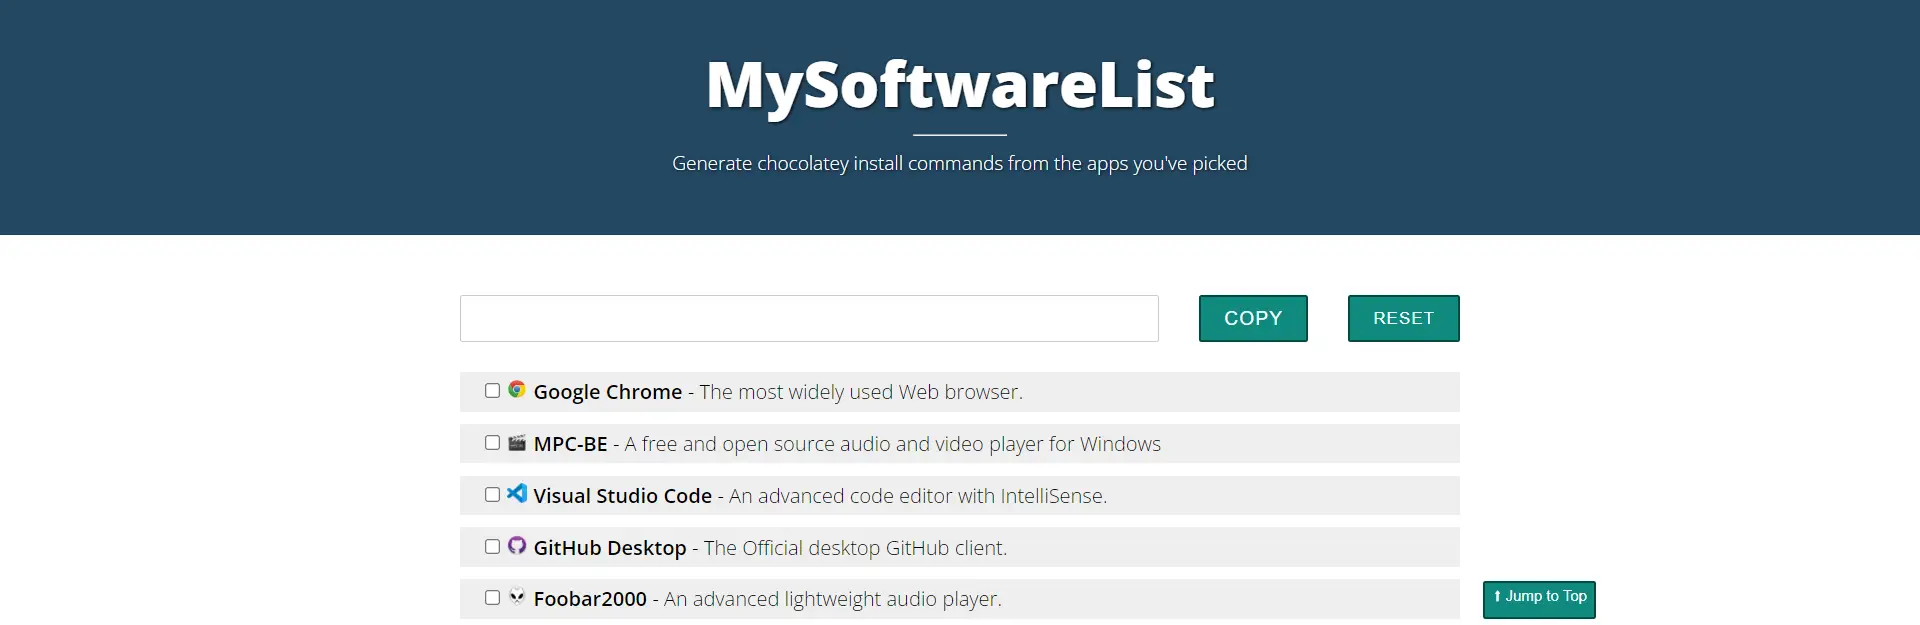 MySoftwareList
Generate chocolatey install commands from the apps you've picked
COPY
RESET
Google Chrome - The most widely used Web browser.
MPC-BE - A free and open source audio and video player for Windows
Visual Studio Code - An advanced code editor with IntelliSense.
GitHub Desktop - The Official desktop GitHub client.
Foobar2000 - An advanced lightweight audio player.
⬆ Jump to Top